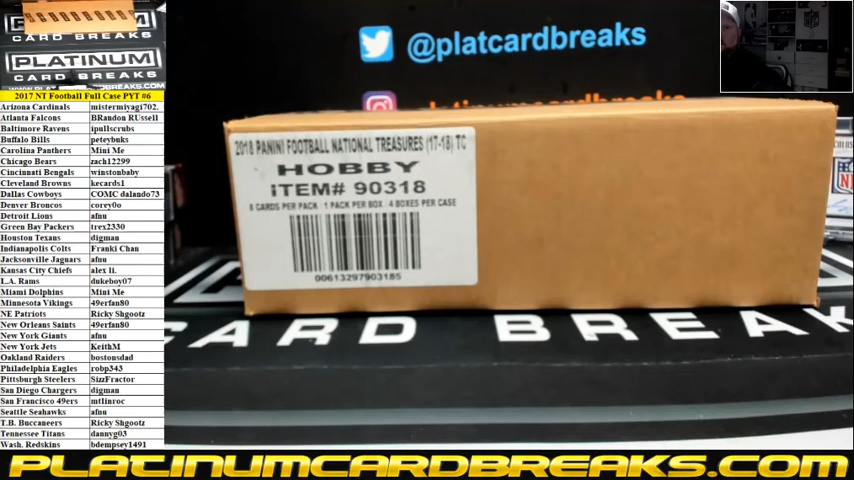 CARD BREAKS
PLATINUM
CARD BREAKS
2017 NT Football Full Case PYT #6
Arizona Cardinals mistermiyagi702.
Atlanta Falcons BRandon RUssell
Baltimore Ravens ipullscrubs
Buffalo Bills peteybuks
Carolina Panthers Mini Me
Chicago Bears zach12299
Cincinnati Bengals winstonbaby
Cleveland Browns kecards1
Dallas Cowboys COMC dalando73
Denver Broncos corey0o
Detroit Lions afnu
Green Bay Packers trex2330
Houston Texans digman
Indianapolis Colts Franki Chan
Jacksonville Jaguars afnu
Kansas City Chiefs alex li.
L.A. Rams dukeboy07
Miami Dolphins Mini Me
Minnesota Vikings 49erfan80
NE Patriots Ricky Shgootz
New Orleans Saints 49erfan80
New York Giants afnu
New York Jets KeithM
Oakland Raiders bostonsdad
Philadelphia Eagles robp343
Pittsburgh Steelers SizzFractor
San Diego Chargers digman
San Francisco 49ers mtlinroc
Seattle Seahawks afnu
T.B. Buccaneers Ricky Shgootz
Tennessee Titans dannyg03
Wash. Redskins bdempsey1491
@platcardbreaks
platinumcardbreaks
2018 PANINI FOOTBALL NATIONAL TREASURES (17-18) TC
HOBBY
ITEM# 90318
8 CARDS PER PACK - 1 PACK PER BOX - 4 BOXES PER CASE
00613297903185
CARD BREAK
PLATINUMCARDBREAKS.COM